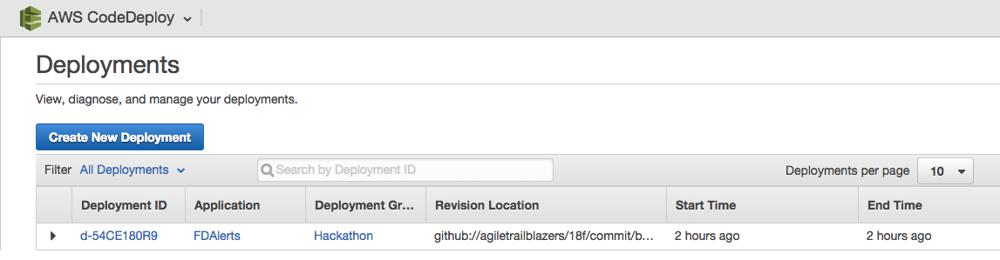 AWS CodeDeploy
Deployments
View, diagnose, and manage your deployments.
Create New Deployment
Filter All Deployments Search by Deployment ID Deployments per page 10
Deployment ID Application Deployment Gr... Revision Location Start Time End Time
d-54CE180R9 FDAlerts Hackathon github://agiletrailblazers/18f/commit/b... 2 hours ago 2 hours ago